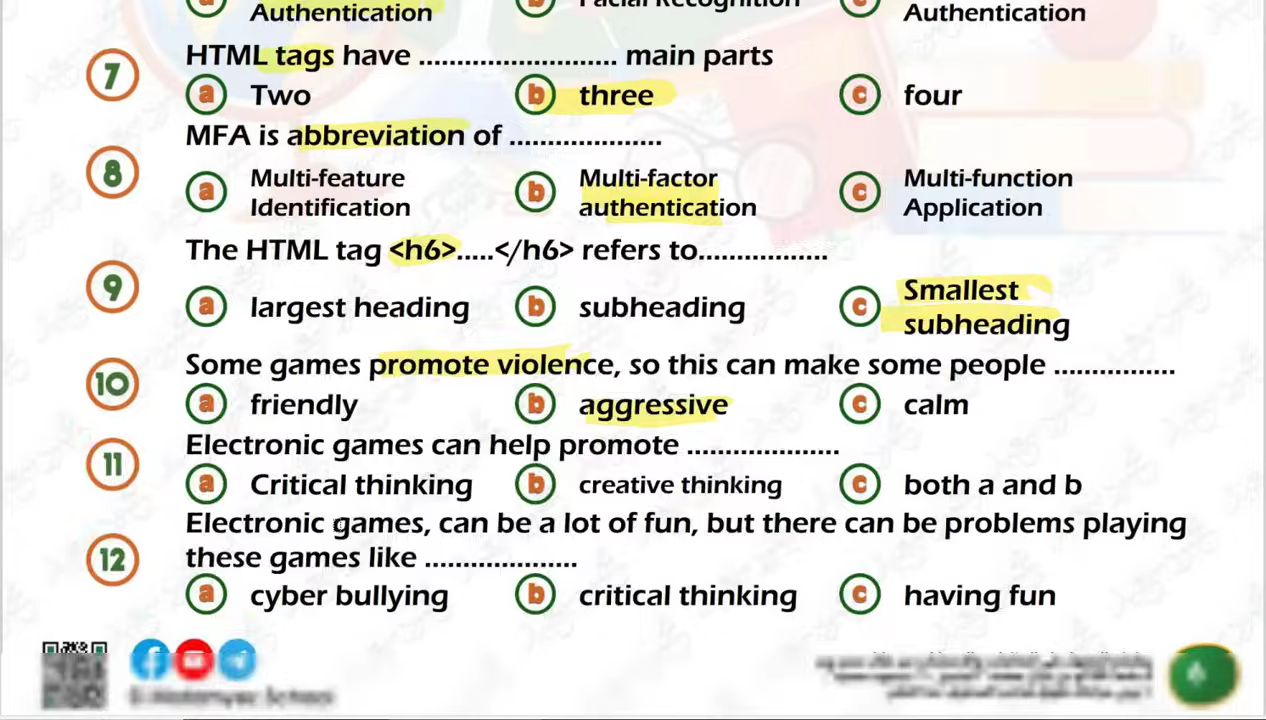 a Authentication b Facial Recognition c Authentication
7 HTML tags have .......................... main parts
a Two b three c four
MFA is abbreviation of ....................
8
a Multi-feature Identification b Multi-factor authentication c Multi-function Application
The HTML tag <h6>.....</h6> refers to.................
9
a largest heading b subheading c Smallest subheading
10 Some games promote violence, so this can make some people ................
a friendly b aggressive c calm
11 Electronic games can help promote ....................
a Critical thinking b creative thinking c both a and b
Electronic games, can be a lot of fun, but there can be problems playing
12 these games like ....................
a cyber bullying b critical thinking c having fun